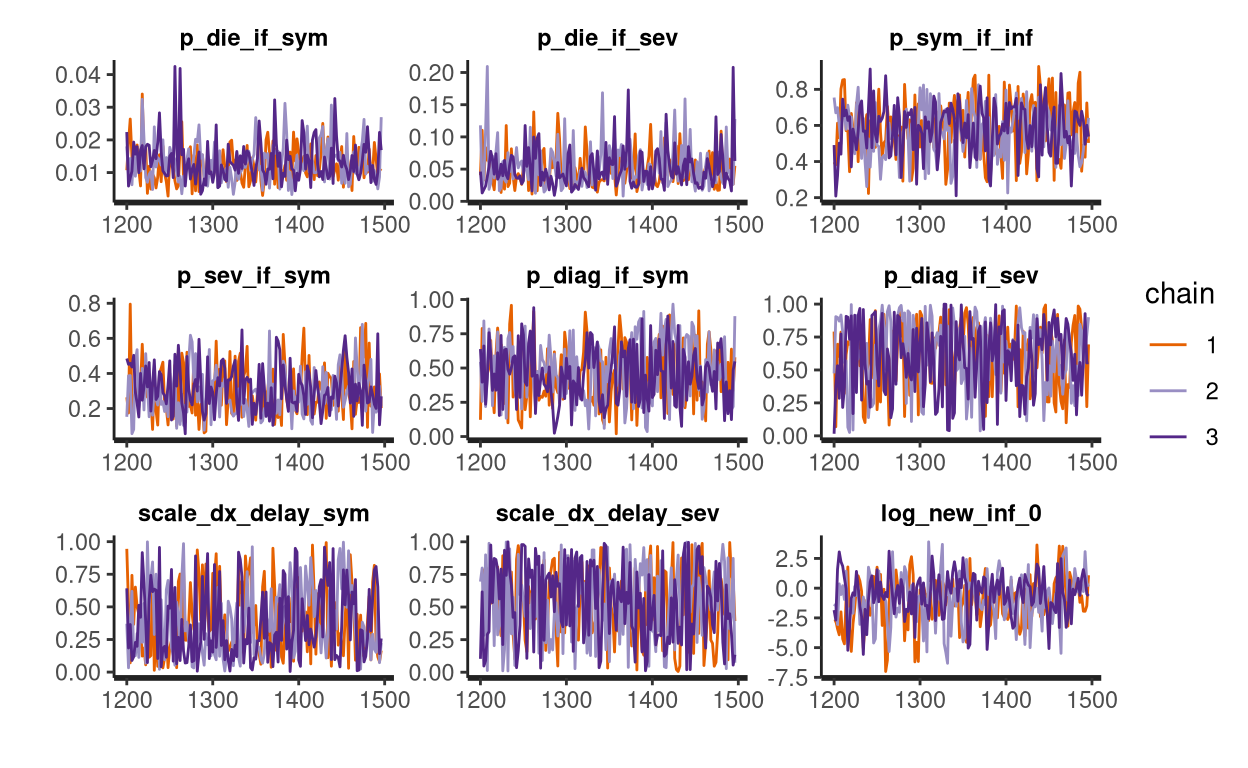 p_die_if_sym p_die_if_sev p_sym_if_inf
0.04 0.03 0.02 0.01
0.20 0.15 0.10 0.05 0.00
0.8 0.6 0.4 0.2
1200 1300 1400 1500 1200 1300 1400 1500 1200 1300 1400 1500
p_sev_if_sym p_diag_if_sym p_diag_if_sev
0.8 0.6 0.4 0.2
1.00 0.75 0.50 0.25 0.00
1.00 0.75 0.50 0.25 0.00
1200 1300 1400 1500 1200 1300 1400 1500 1200 1300 1400 1500
scale_dx_delay_sym scale_dx_delay_sev log_new_inf_0
1.00 0.75 0.50 0.25 0.00
1.00 0.75 0.50 0.25 0.00
2.5 0.0 -2.5 -5.0 -7.5
1200 1300 1400 1500 1200 1300 1400 1500 1200 1300 1400 1500
chain
1
2
3